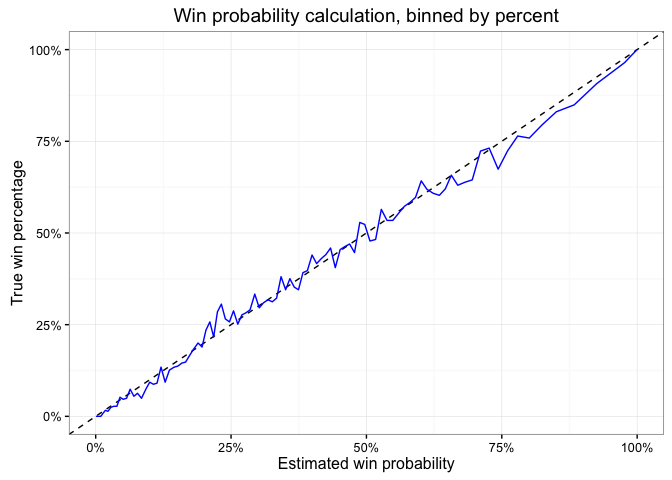 Win probability calculation, binned by percent
True win percentage
100%
75%
50%
25%
0%
0% 25% 50% 75% 100%
Estimated win probability